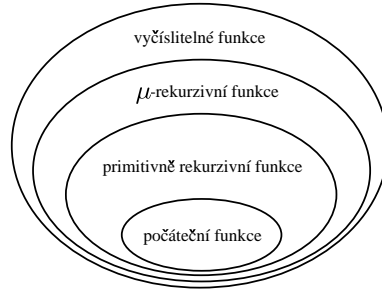 vyčíslitelné funkce
μ-rekurzivní funkce
primitivně rekurzivní funkce
počáteční funkce